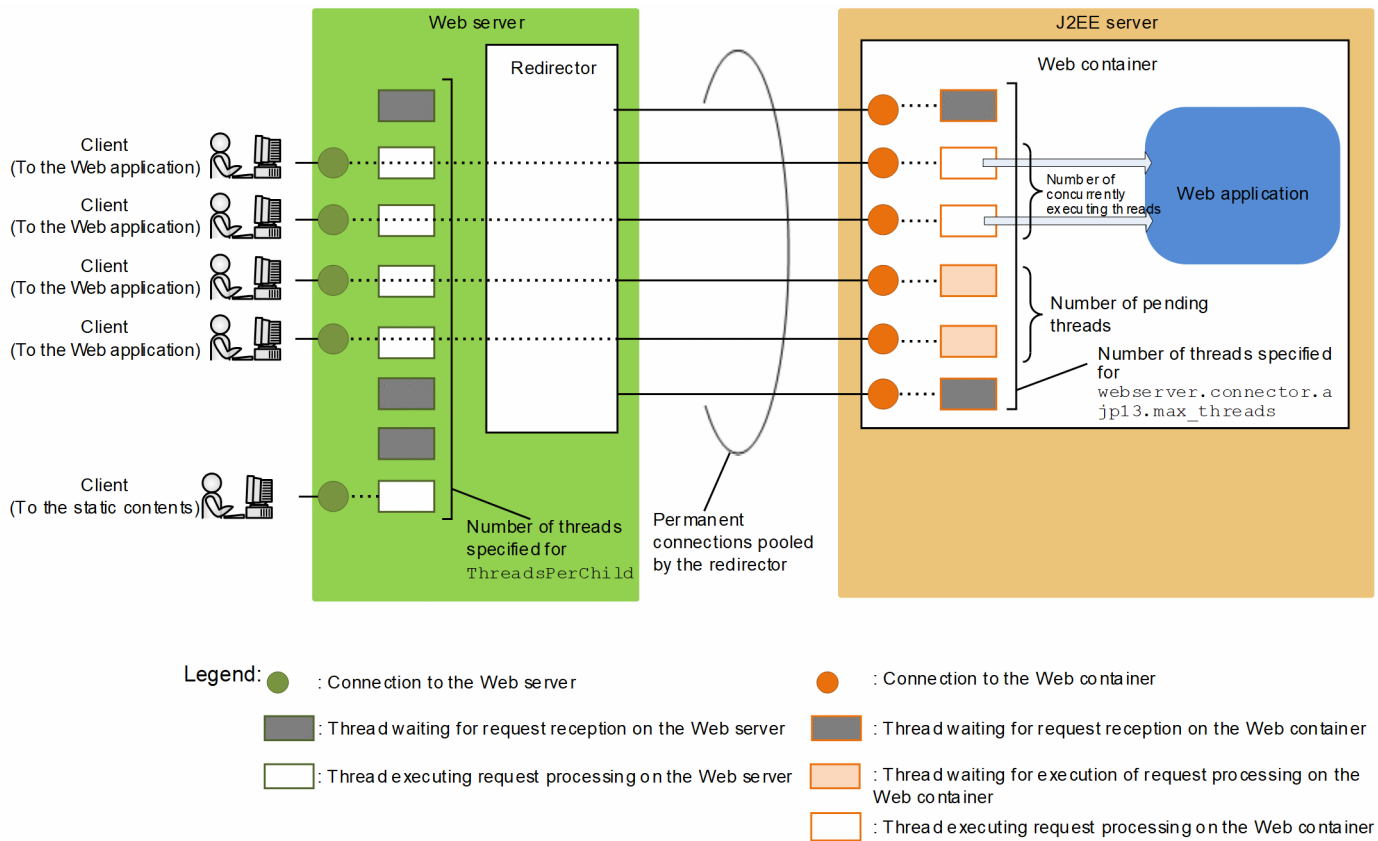 Web server
J2EE server
Redirector
Web container
Client
(To the Web application)
Client
(To the Web application)
Client
(To the Web application)
Client
(To the Web application)
Client
(To the static contents)
Number of
concurrently
executing threads
Web application
Number of pending
threads
Number of threads specified
for
webserver.connector.a
jp13.max_threads
Number of threads
specified for
ThreadsPerChild
Permanent
connections pooled
by the redirector
Legend:
: Connection to the Web server
: Thread waiting for request reception on the Web server
: Thread executing request processing on the Web server
: Connection to the Web container
: Thread waiting for request reception on the Web container
: Thread waiting for execution of request processing on the
Web container
: Thread executing request processing on the Web container